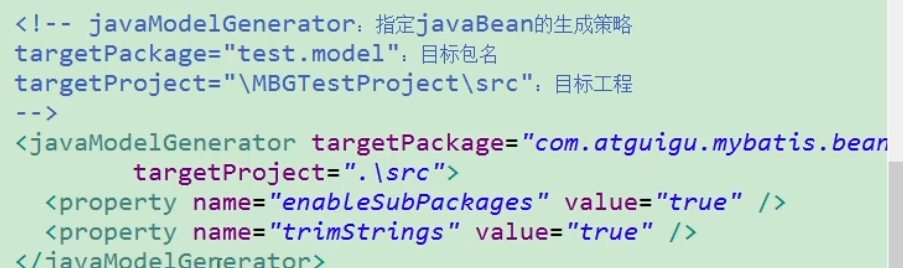 <!-- javaModelGenerator：指定javaBean的生成策略
targetPackage="test.model"：目标包名
targetProject="\MBGTestProject\src"：目标工程
-->
<javaModelGenerator targetPackage="com.atguigu.mybatis.bean
targetProject=".\src">
<property name="enableSubPackages" value="true" />
<property name="trimStrings" value="true" />
</javaModelGenerator>